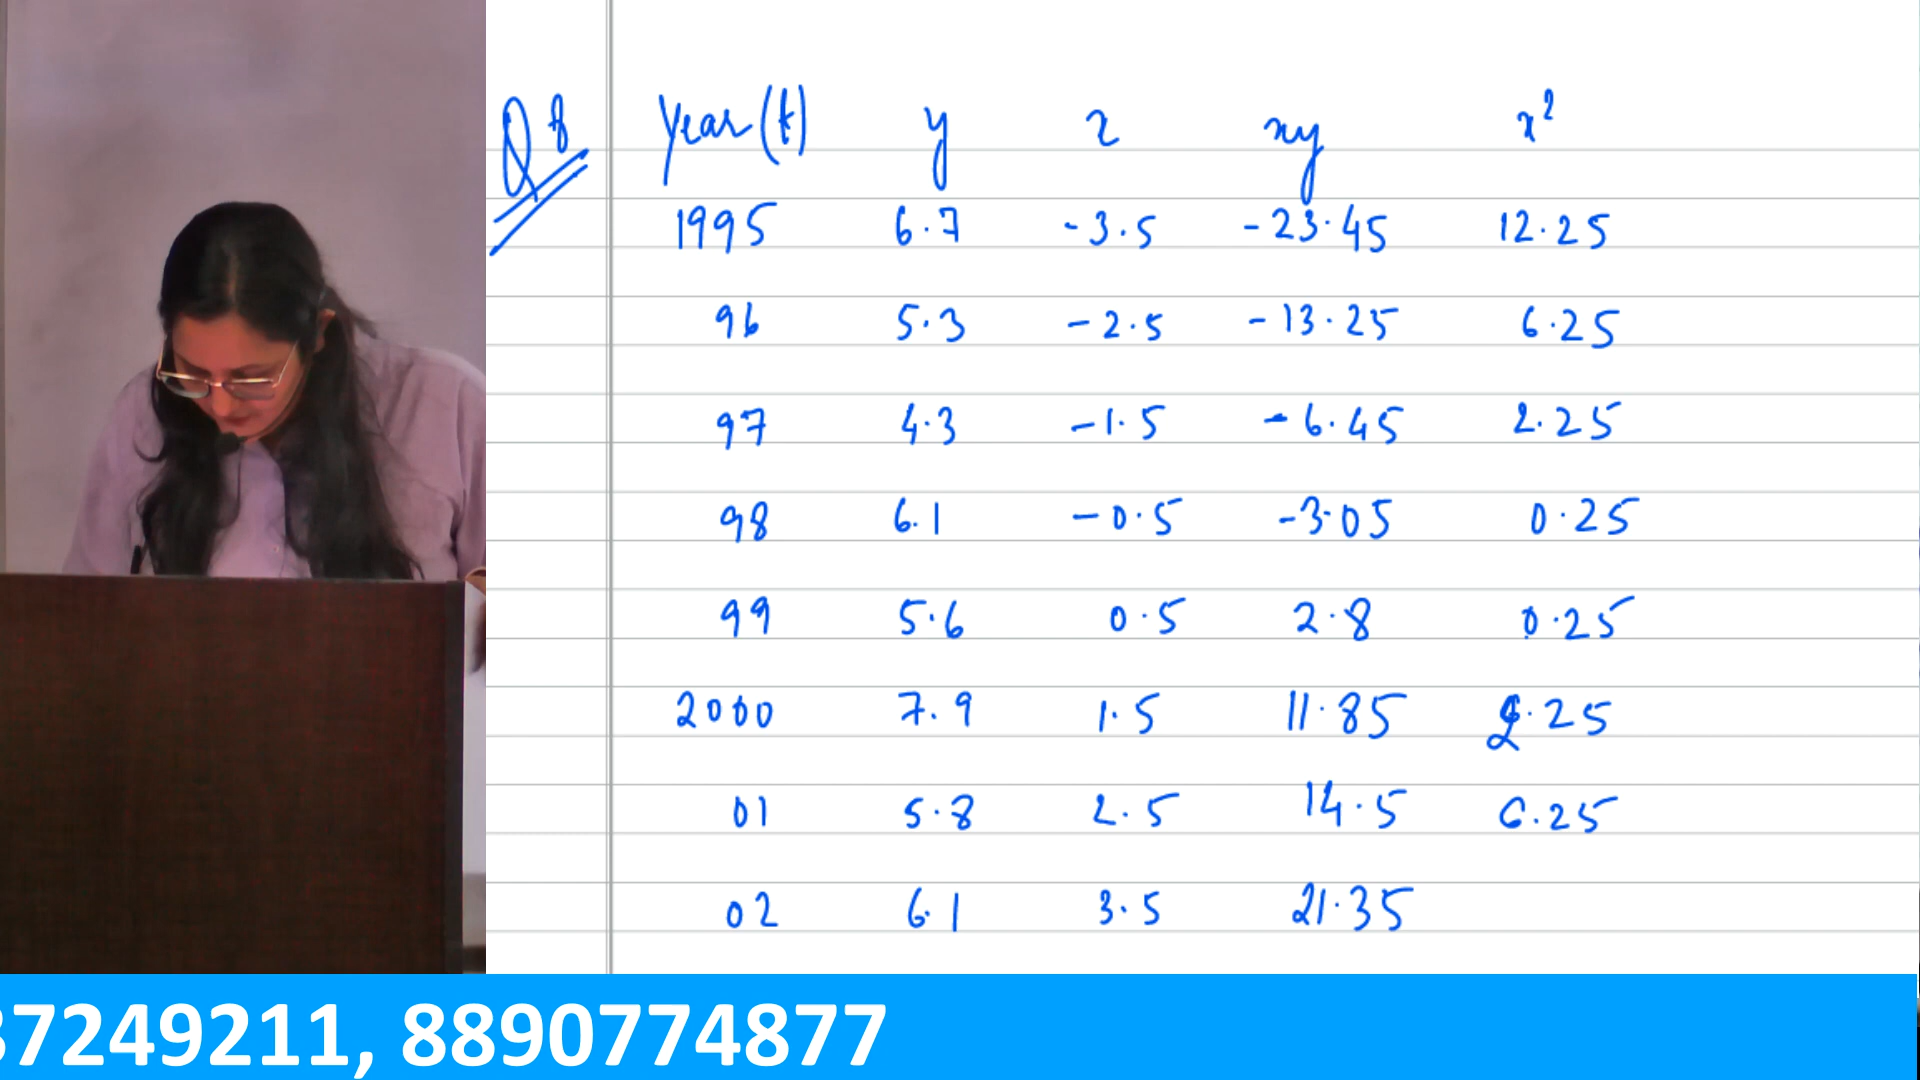 Q8 Year (t) y x xy x²
1995 6.7 -3.5 -23.45 12.25
96 5.3 -2.5 -13.25 6.25
97 4.3 -1.5 -6.45 2.25
98 6.1 -0.5 -3.05 0.25
99 5.6 0.5 2.8 0.25
2000 7.9 1.5 11.85 2.25
01 5.8 2.5 14.5 6.25
02 6.1 3.5 21.35
37249211, 8890774877